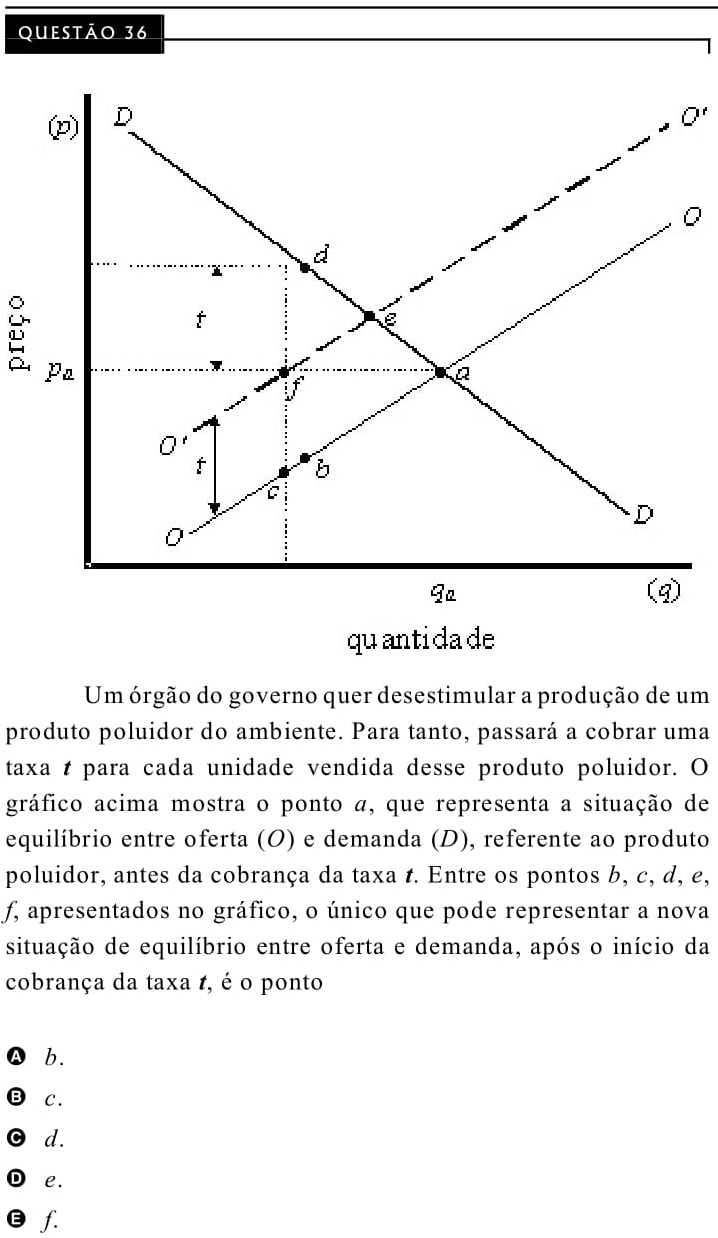 QUESTÃO 36
(p)
D
O'
O
d
t
e
preço
pa
a
f
O'
t
b
c
O
D
qa
(q)
quantidade
Um órgão do governo quer desestimular a produção de um
produto poluidor do ambiente. Para tanto, passará a cobrar uma
taxa t para cada unidade vendida desse produto poluidor. O
gráfico acima mostra o ponto a, que representa a situação de
equilíbrio entre oferta (O) e demanda (D), referente ao produto
poluidor, antes da cobrança da taxa t. Entre os pontos b, c, d, e,
f, apresentados no gráfico, o único que pode representar a nova
situação de equilíbrio entre oferta e demanda, após o início da
cobrança da taxa t, é o ponto
A b.
B c.
C d.
D e.
E f.